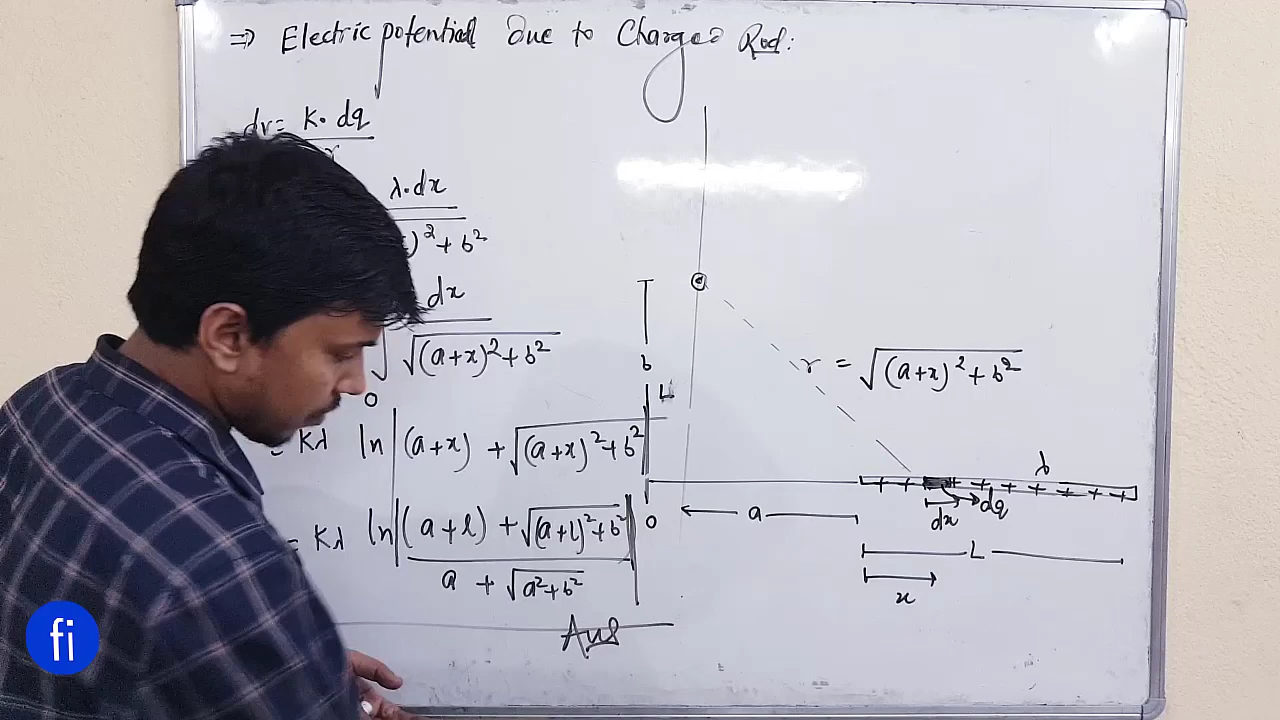 ⇒ Electric potential Due to Charged Rod:
dv = K. dq
r
λ.dx
)² + b²
dx
√(a+x)² + b²
0
= Kλ ln |(a+x) + √(a+x)² + b²|
L
0
= Kλ ln |(a+l) + √(a+l)² + b²|
a + √a² + b²
Ans
b
r = √(a+x)² + b²
λ
+ + + + + + + + +
dx
dq
a
L
x
fi